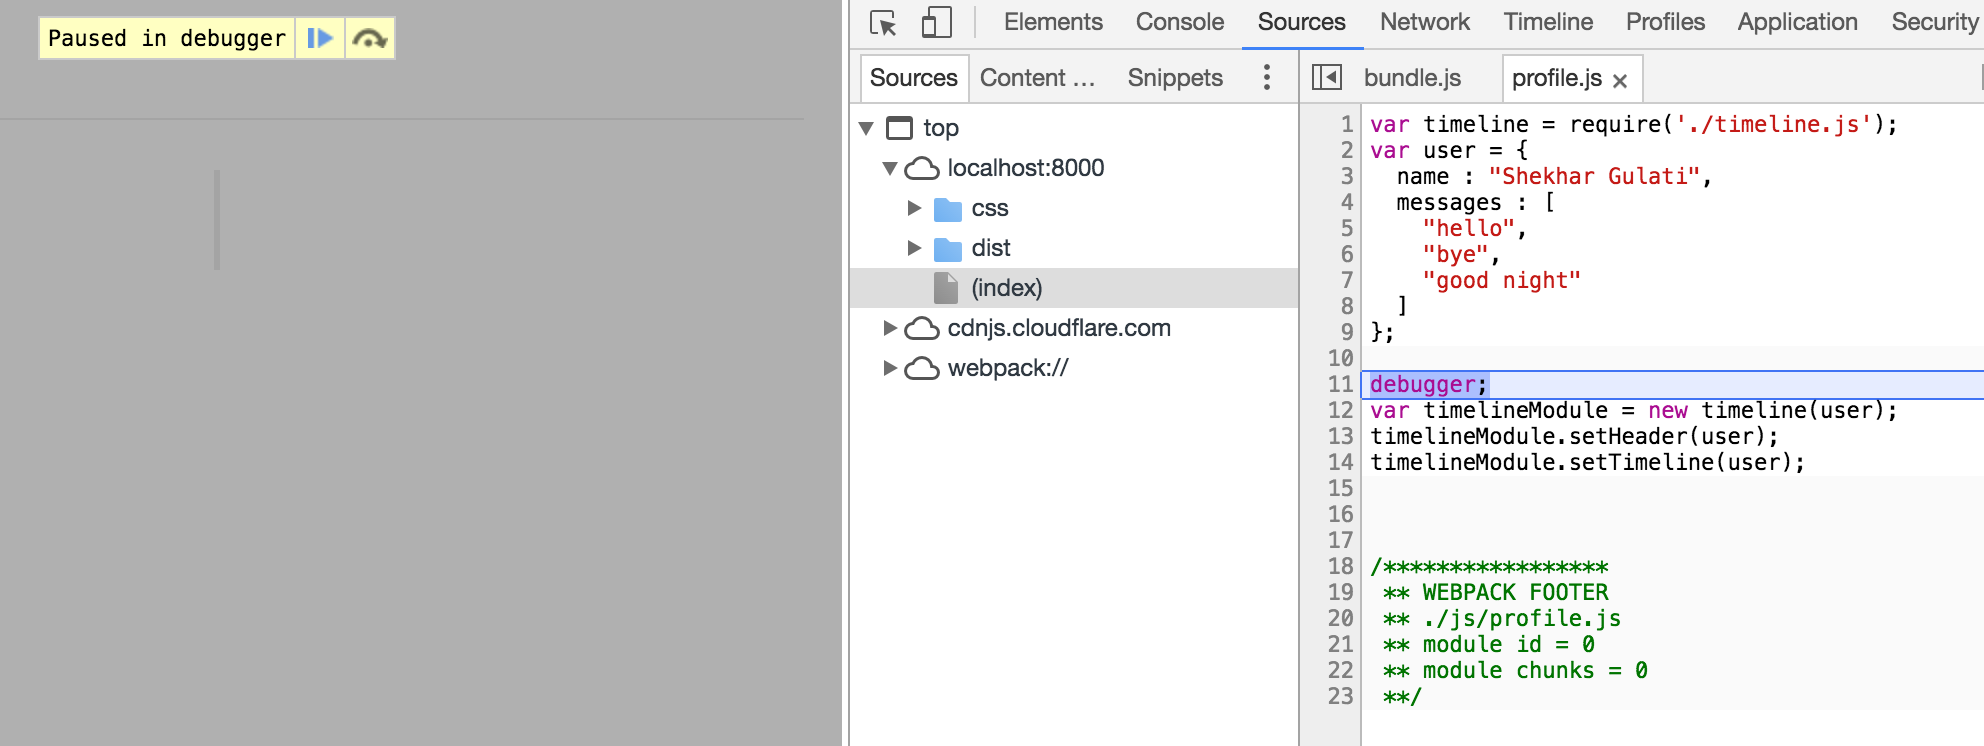 Paused in debugger
Elements Console Sources Network Timeline Profiles Application Security
Sources Content ... Snippets
bundle.js profile.js ×
top
localhost:8000
css
dist
(index)
cdnjs.cloudflare.com
webpack://
1 var timeline = require('./timeline.js');
2 var user = {
3   name : "Shekhar Gulati",
4   messages : [
5     "hello",
6     "bye",
7     "good night"
8   ]
9 };
10
11 debugger;
12 var timelineModule = new timeline(user);
13 timelineModule.setHeader(user);
14 timelineModule.setTimeline(user);
15
16
17
18 /*****************
19  ** WEBPACK FOOTER
20  ** ./js/profile.js
21  ** module id = 0
22  ** module chunks = 0
23  **/